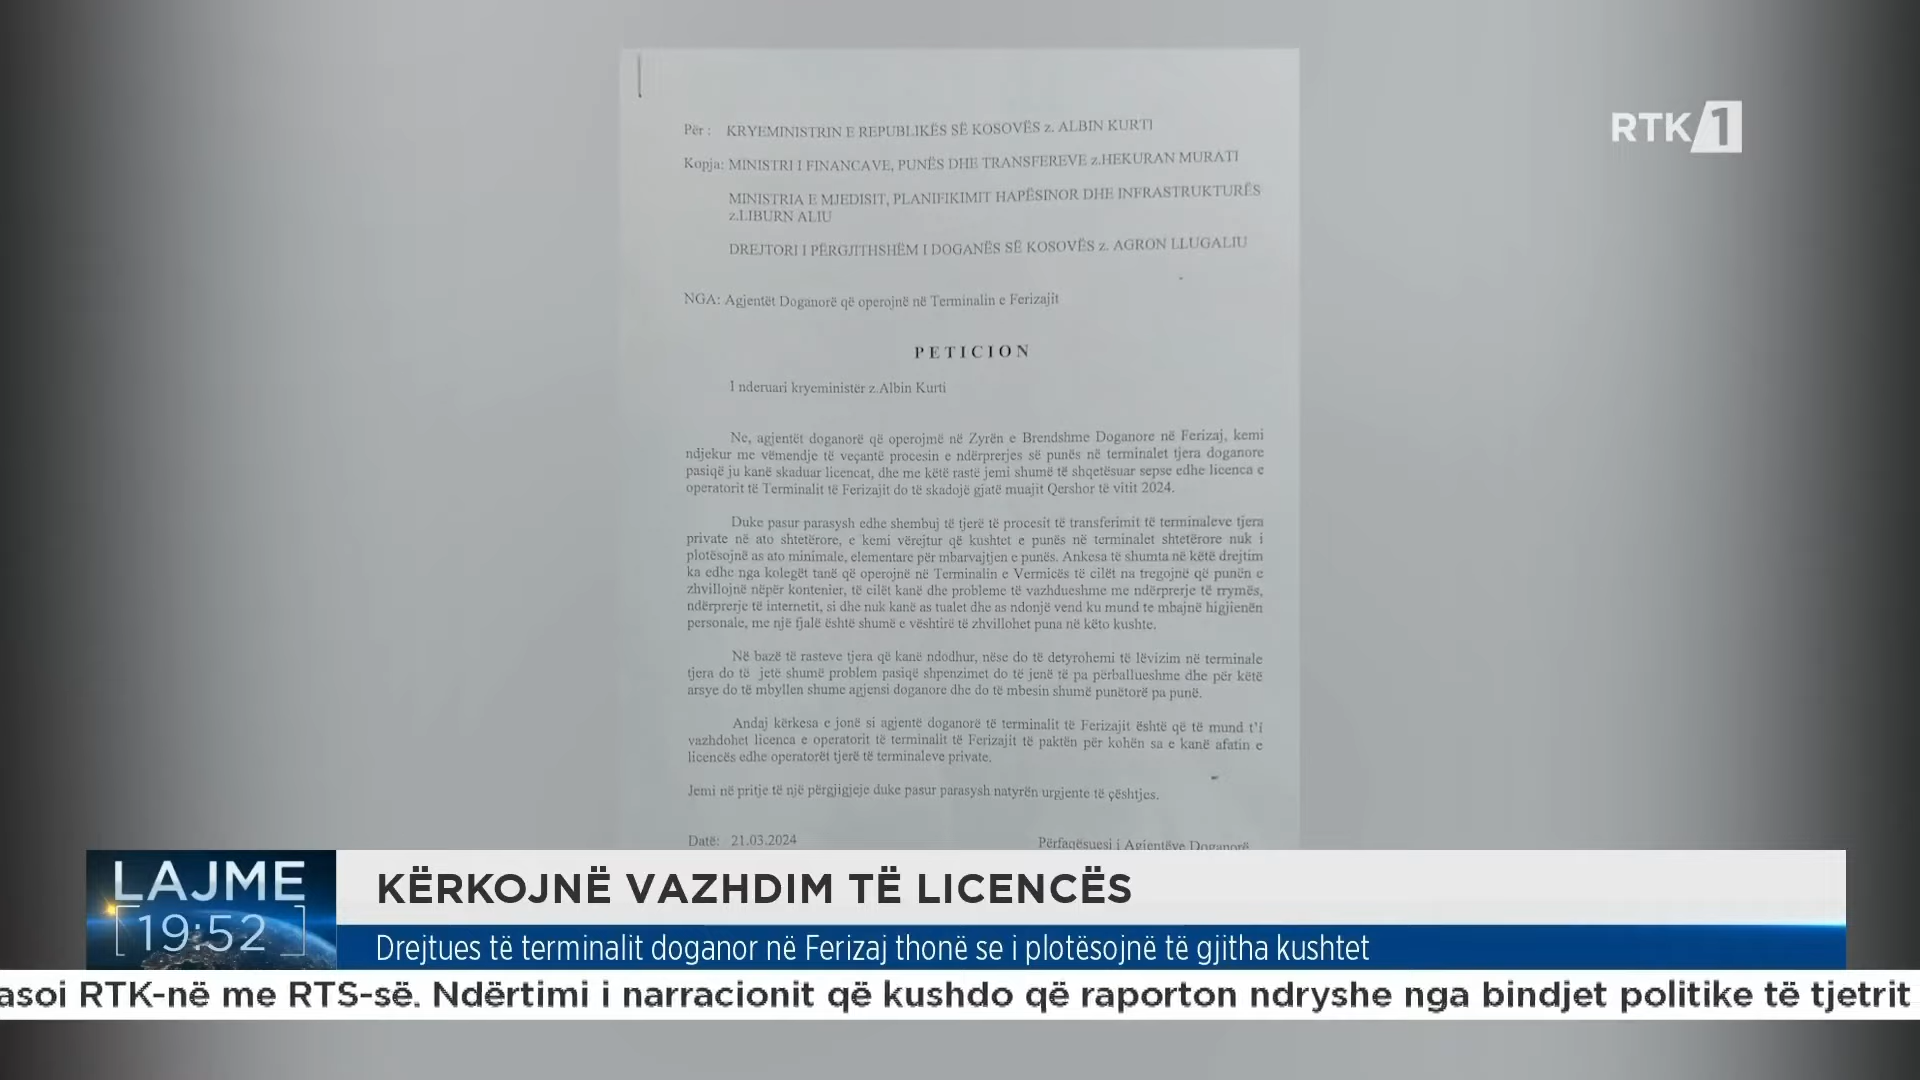 RTK 1
Për : KRYEMINISTRIN E REPUBLIKËS SË KOSOVËS z. ALBIN KURTI
Kopja: MINISTRI I FINANCAVE, PUNËS DHE TRANSFEREVE z.HEKURAN MURATI
MINISTRIA E MJEDISIT, PLANIFIKIMIT HAPËSINOR DHE INFRASTRUKTURËS
z.LIBURN ALIU
DREJTORI I PËRGJITHSHËM I DOGANËS SË KOSOVËS z. AGRON LLUGALIU
NGA: Agjentët Doganorë që operojnë në Terminalin e Ferizajit
PETICION
I nderuari kryeministër z.Albin Kurti
Ne, agjentët doganorë që operojmë në Zyrën e Brendshme Doganore në Ferizaj, kemi
ndjekur me vëmendje të veçantë procesin e ndërprerjes së punës në terminalet tjera doganore
pasiqë ju kanë skaduar licencat, dhe me këtë rastë jemi shumë të shqetësuar sepse edhe licenca e
operatorit të Terminalit të Ferizajit do të skadojë gjatë muajit Qershor të vitit 2024.
Duke pasur parasysh edhe shembuj të tjerë të procesit të transferimit të terminaleve tjera
private në ato shtetërore, e kemi vërejtur që kushtet e punës në terminalet shtetërore nuk i
plotësojnë as ato minimale, elementare për mbarvajtjen e punës. Ankesa të shumta në këtë drejtim
ka edhe nga kolegët tanë që operojnë në Terminalin e Vermicës të cilët na tregojnë që punën e
zhvillojnë nëpër kontenier, të cilët kanë dhe probleme të vazhdueshme me ndërprerje të rrymës,
ndërprerje të internetit, si dhe nuk kanë as tualet dhe as ndonjë vend ku mund te mbajnë higjienën
personale, me një fjalë është shumë e vështirë të zhvillohet puna në këto kushte.
Në bazë të rasteve tjera që kanë ndodhur, nëse do të detyrohemi të lëvizim në terminale
tjera do të jetë shumë problem pasiqë shpenzimet do të jenë të pa përballueshme dhe për këtë
arsye do të mbyllen shume agjensi doganore dhe do të mbesin shumë punëtorë pa punë.
Andaj kërkesa e jonë si agjentë doganorë të terminalit të Ferizajit është që të mund t'i
vazhdohet licenca e operatorit të terminalit të Ferizajit të paktën për kohën sa e kanë afatin e
licencës edhe operatorët tjerë të terminaleve private.
Jemi në pritje të një përgjigjeje duke pasur parasysh natyrën urgjente të çështjes.
Datë: 21.03.2024 Përfaqësuesi i Agjentëve Doganorë
LAJME
19:52
KËRKOJNË VAZHDIM TË LICENCËS
Drejtues të terminalit doganor në Ferizaj thonë se i plotësojnë të gjitha kushtet
asoi RTK-në me RTS-së. Ndërtimi i narracionit që kushdo që raporton ndryshe nga bindjet politike të tjetrit